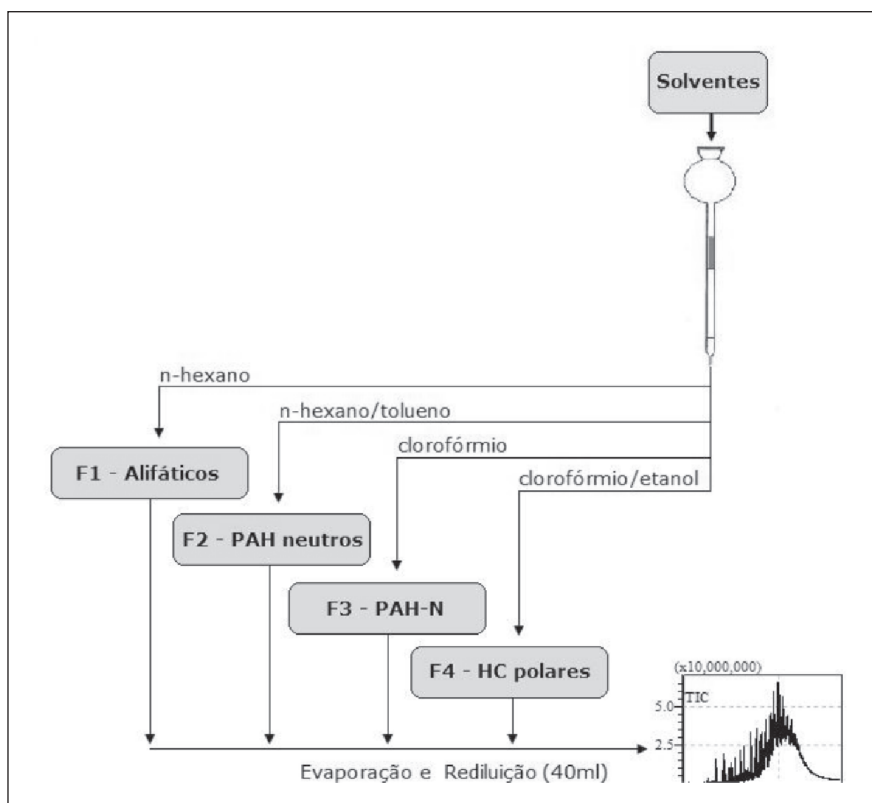 Solventes
n-hexano
n-hexano/tolueno
clorofórmio
clorofórmio/etanol
F1 - Alifáticos
F2 - PAH neutros
F3 - PAH-N
F4 - HC polares
(x10,000,000)
TIC
5.0
2.5
Evaporação e Rediluição (40ml)